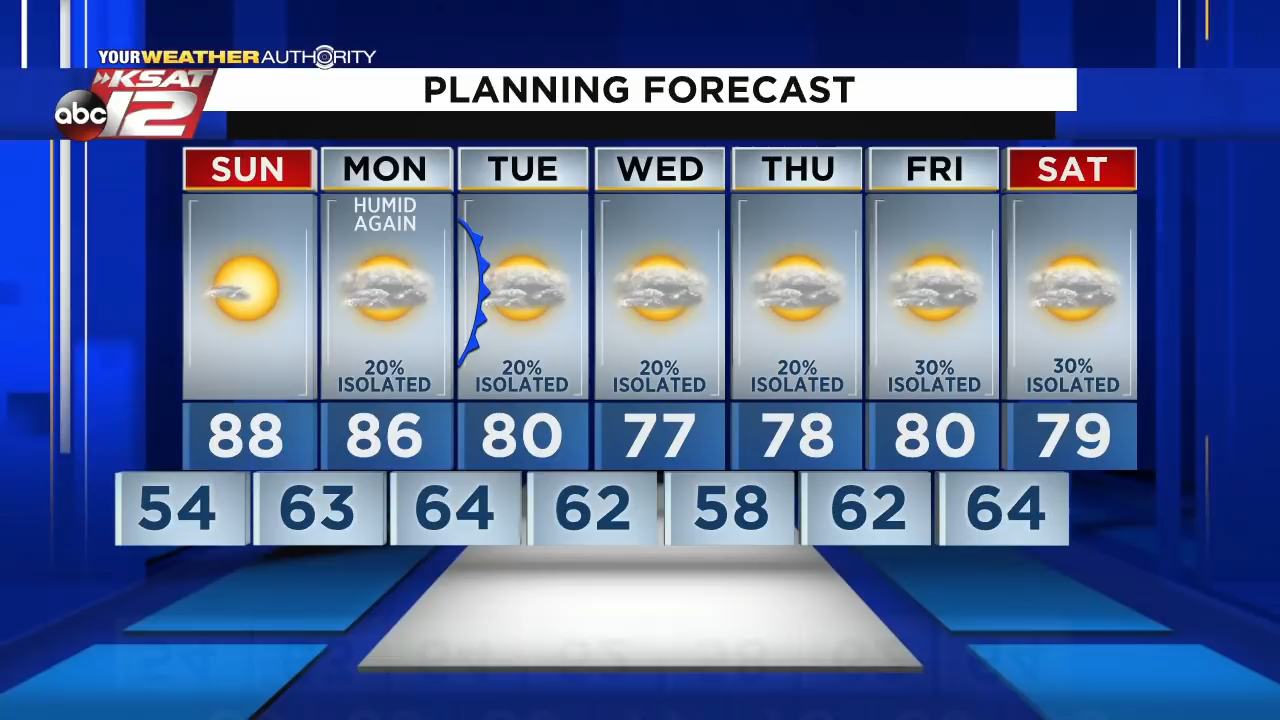 YOURWEATHERAUTHORITY
KSAT
abc
12
PLANNING FORECAST
SUN MON TUE WED THU FRI SAT
HUMID
AGAIN
20% 20% 20% 20% 30% 30%
ISOLATED ISOLATED ISOLATED ISOLATED ISOLATED ISOLATED
88 86 80 77 78 80 79
54 63 64 62 58 62 64